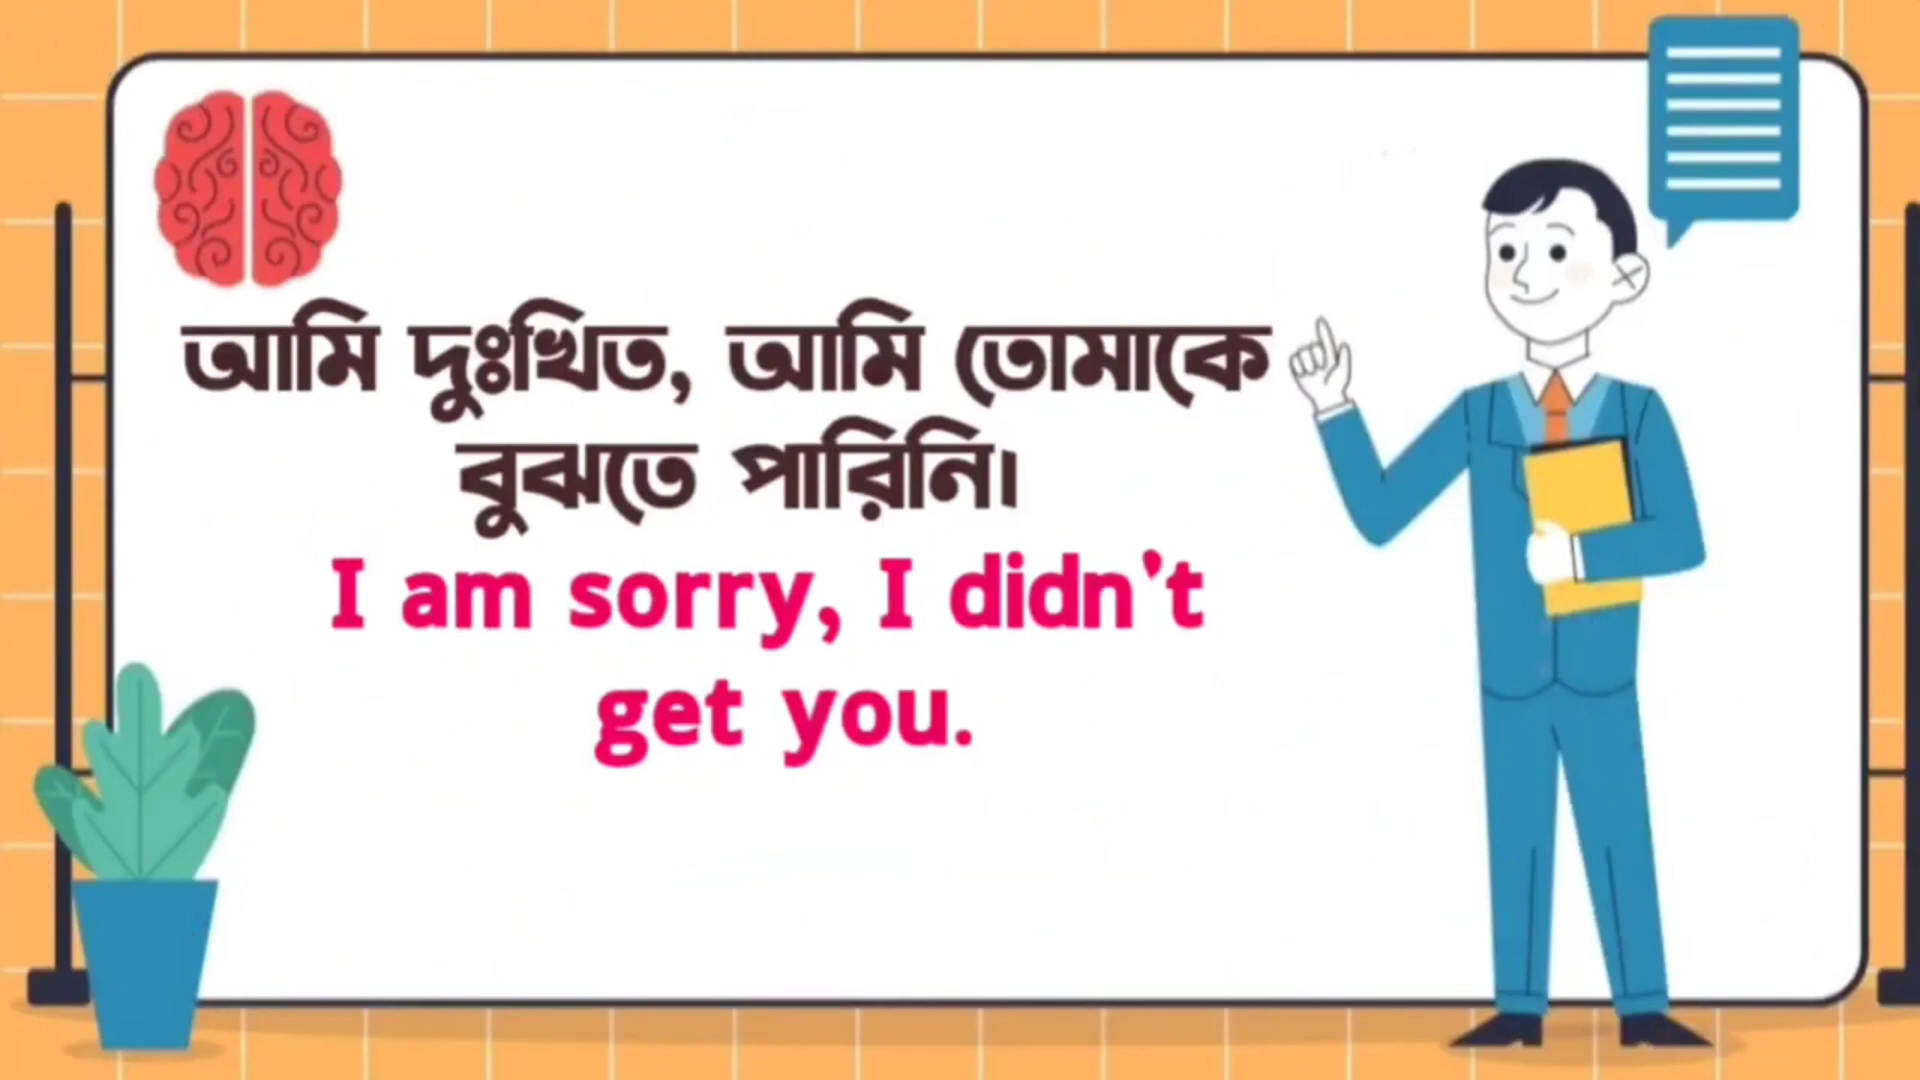 আমি দুঃখিত, আমি তোমাকে
বুঝতে পারিনি।
I am sorry, I didn't
get you.